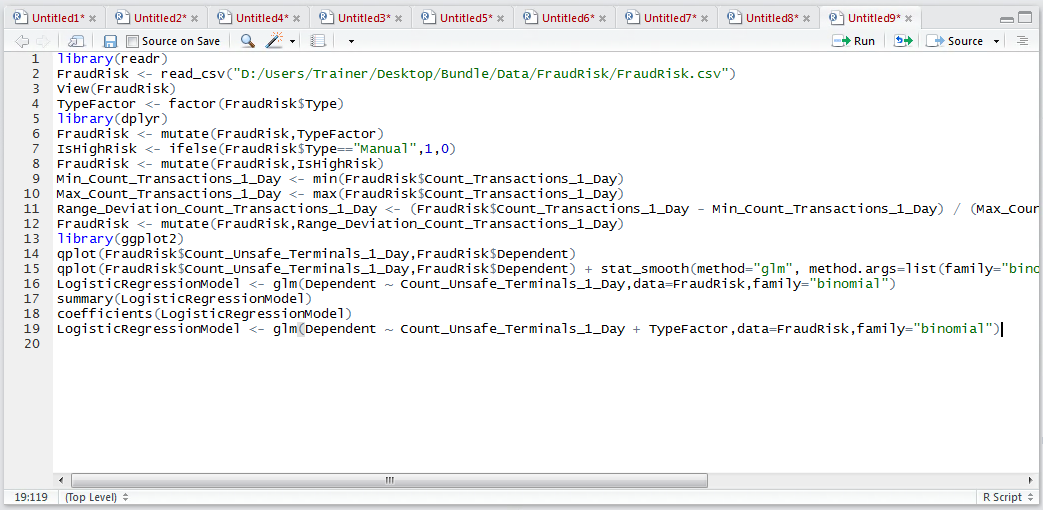 Untitled1* Untitled2* Untitled4* Untitled3* Untitled5* Untitled6* Untitled7* Untitled8* Untitled9*
Source on Save Run Source
1 library(readr)
2 FraudRisk <- read_csv("D:/Users/Trainer/Desktop/Bundle/Data/FraudRisk/FraudRisk.csv")
3 View(FraudRisk)
4 TypeFactor <- factor(FraudRisk$Type)
5 library(dplyr)
6 FraudRisk <- mutate(FraudRisk,TypeFactor)
7 IsHighRisk <- ifelse(FraudRisk$Type=="Manual",1,0)
8 FraudRisk <- mutate(FraudRisk,IsHighRisk)
9 Min_Count_Transactions_1_Day <- min(FraudRisk$Count_Transactions_1_Day)
10 Max_Count_Transactions_1_Day <- max(FraudRisk$Count_Transactions_1_Day)
11 Range_Deviation_Count_Transactions_1_Day <- (FraudRisk$Count_Transactions_1_Day - Min_Count_Transactions_1_Day) / (Max_Coun
12 FraudRisk <- mutate(FraudRisk,Range_Deviation_Count_Transactions_1_Day)
13 library(ggplot2)
14 qplot(FraudRisk$Count_Unsafe_Terminals_1_Day,FraudRisk$Dependent)
15 qplot(FraudRisk$Count_Unsafe_Terminals_1_Day,FraudRisk$Dependent) + stat_smooth(method="glm", method.args=list(family="bino
16 LogisticRegressionModel <- glm(Dependent ~ Count_Unsafe_Terminals_1_Day,data=FraudRisk,family="binomial")
17 summary(LogisticRegressionModel)
18 coefficients(LogisticRegressionModel)
19 LogisticRegressionModel <- glm(Dependent ~ Count_Unsafe_Terminals_1_Day + TypeFactor,data=FraudRisk,family="binomial")
20
19:119 (Top Level) R Script